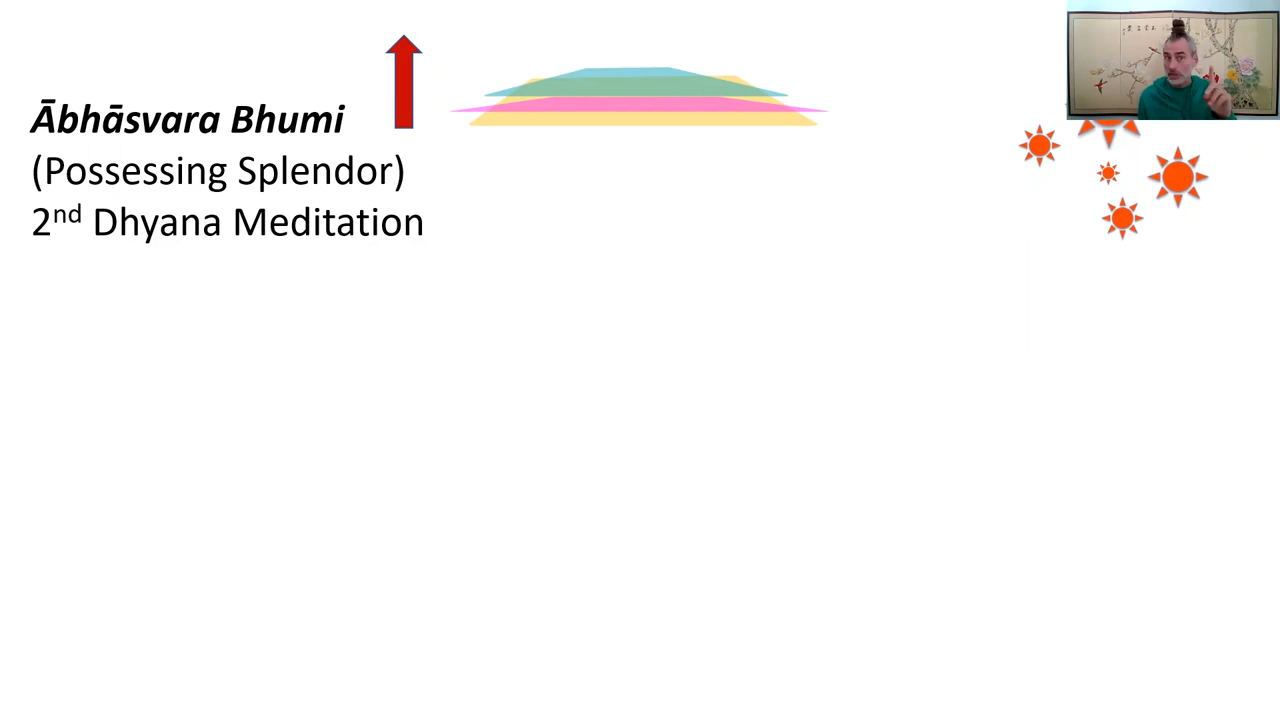 Ābhāsvara Bhumi
(Possessing Splendor)
2nd Dhyana Meditation